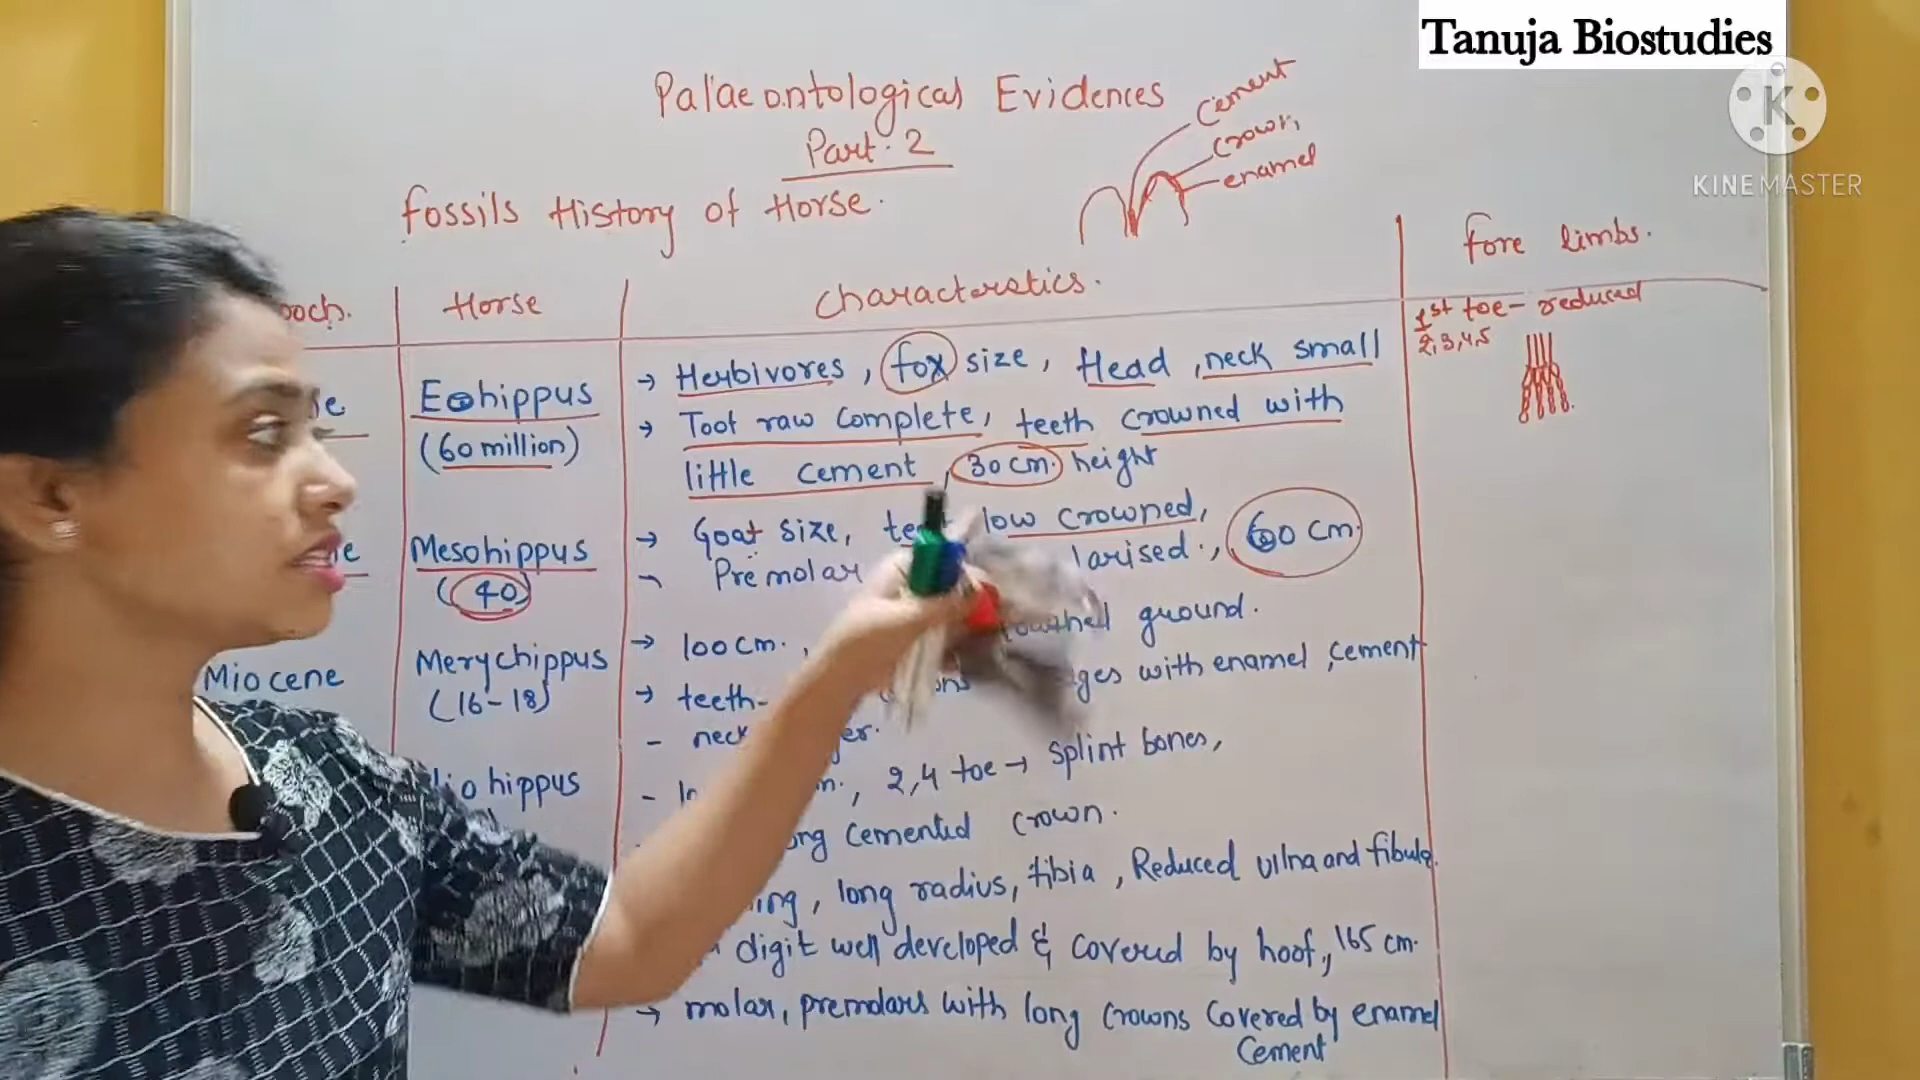 Tanuja Biostudies
KINEMASTER
Palaeontological Evidences
Part-2
Fossils History of Horse.
Cement
Crown,
enamel
Horse
Characterstics.
Fore limbs.
1st toe- reduced
2,3,4,5
Eohippus
(60 million)
→ Herbivores, fox size, Head, neck small
→ Toot raw complete, teeth crowned with
little cement, 30 cm. height
Mesohippus
(40)
→ Goat size, low crowned,
Premolar 60 cm.
Miocene
Merychippus
(16-18)
→ 100 cm. , ground.
→ teeth- with enamel, cement
- neck
hippus
2,4 toe → Splint bones,
cemented crown.
long radius, tibia, Reduced ulna and fibula.
digit well developed & covered by hoof, 165 cm.
→ molar, premolars with long crowns covered by enamel
Cement